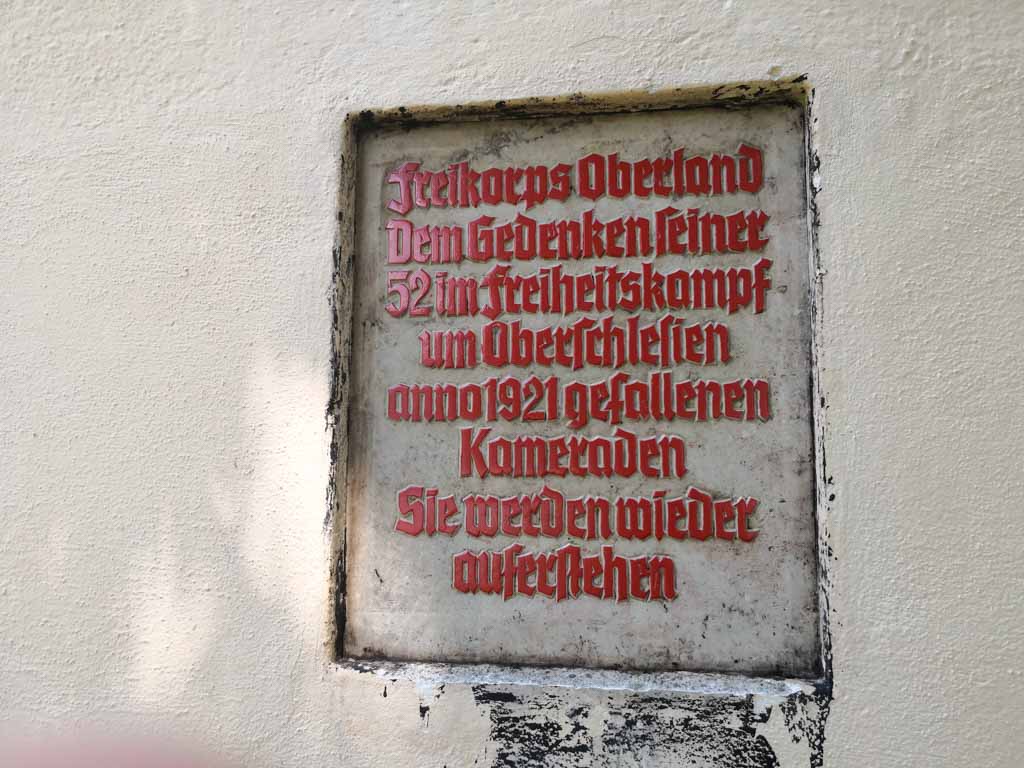 Freikorps Oberland
Dem Gedenken ſeiner
52 im Freiheitskampf
um Oberſchleſien
anno 1921 gefallenen
Kameraden
Sie werden wieder
auferſtehen